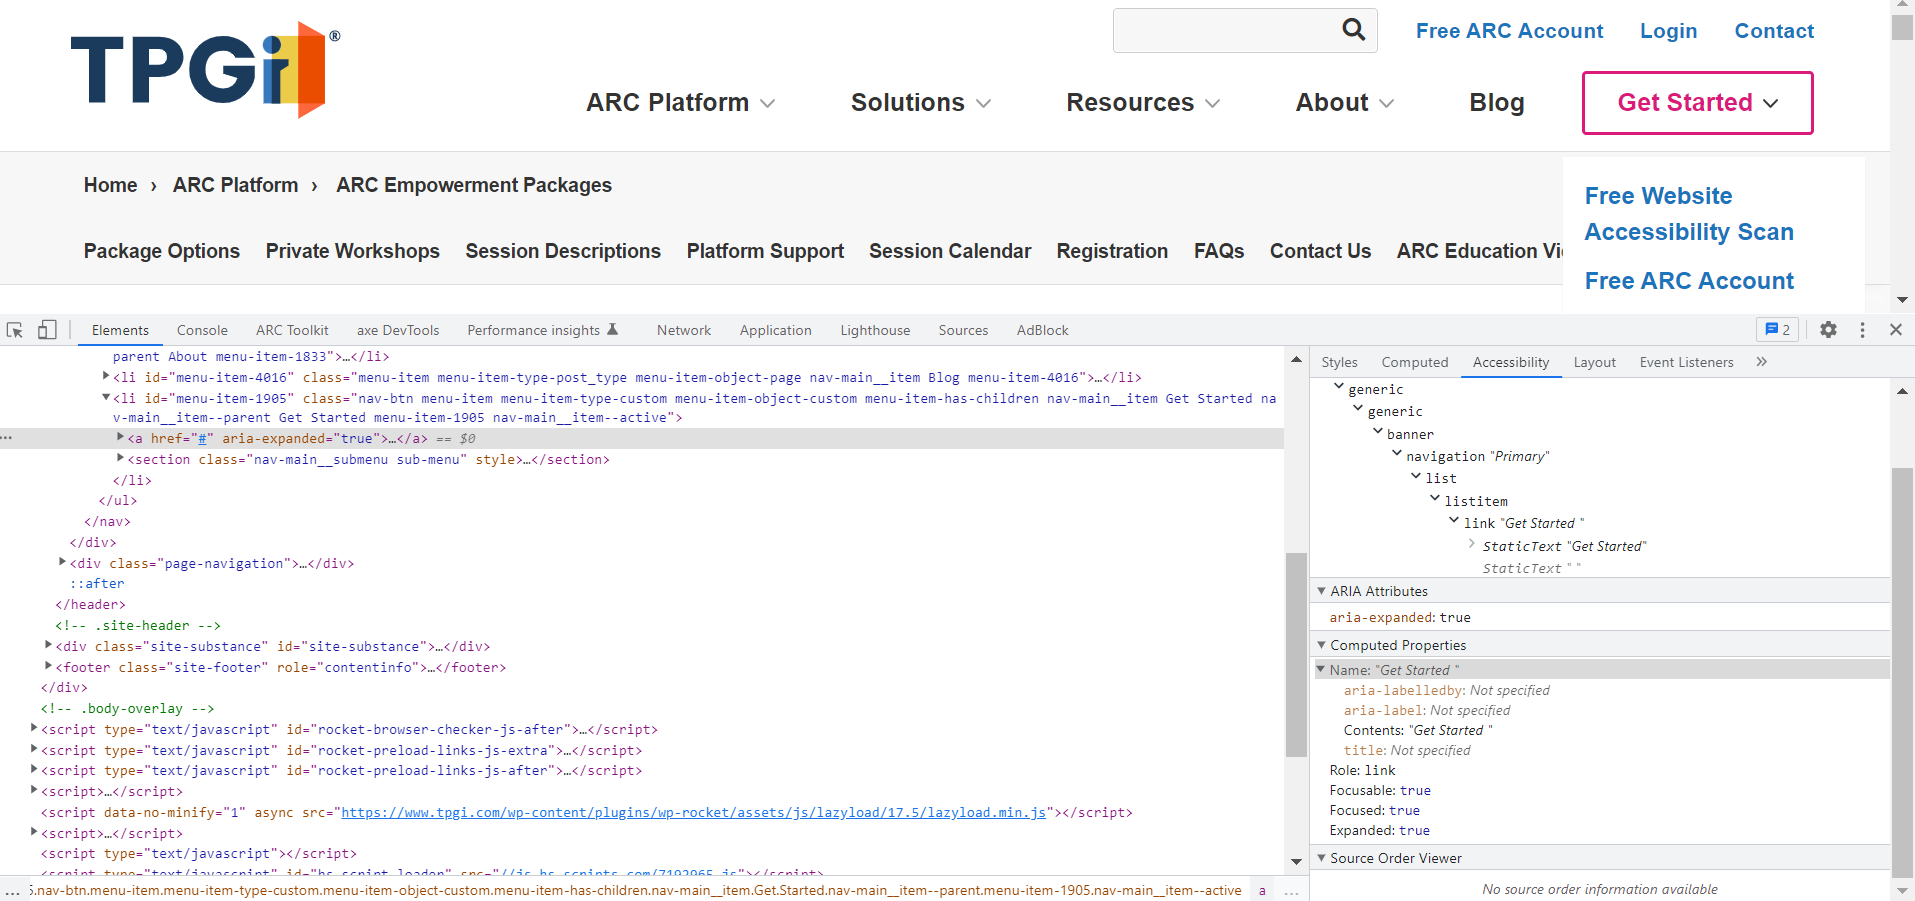 TPGi®
Free ARC Account Login Contact
ARC Platform Solutions Resources About Blog Get Started
Home › ARC Platform › ARC Empowerment Packages
Free Website
Accessibility Scan
Package Options Private Workshops Session Descriptions Platform Support Session Calendar Registration FAQs Contact Us ARC Education Vi
Free ARC Account
Elements Console ARC Toolkit axe DevTools Performance insights Network Application Lighthouse Sources AdBlock 2
parent About menu-item-1833">…</li>
<li id="menu-item-4016" class="menu-item menu-item-type-post_type menu-item-object-page nav-main__item Blog menu-item-4016">…</li>
<li id="menu-item-1905" class="nav-btn menu-item menu-item-type-custom menu-item-object-custom menu-item-has-children nav-main__item Get Started na
v-main__item--parent Get Started menu-item-1905 nav-main__item--active">
… <a href="#" aria-expanded="true">…</a> == $0
<section class="nav-main__submenu sub-menu" style>…</section>
</li>
</ul>
</nav>
</div>
<div class="page-navigation">…</div>
::after
</header>
<!-- .site-header -->
<div class="site-substance" id="site-substance">…</div>
<footer class="site-footer" role="contentinfo">…</footer>
</div>
<!-- .body-overlay -->
<script type="text/javascript" id="rocket-browser-checker-js-after">…</script>
<script type="text/javascript" id="rocket-preload-links-js-extra">…</script>
<script type="text/javascript" id="rocket-preload-links-js-after">…</script>
<script>…</script>
<script data-no-minify="1" async src="https://www.tpgi.com/wp-content/plugins/wp-rocket/assets/js/lazyload/17.5/lazyload.min.js"></script>
<script>…</script>
<script type="text/javascript"></script>
<script type="text/javascript" id="hs-script-loader" src="//js.hs-scripts.com/7192965.js"></script>
… 5.nav-btn.menu-item.menu-item-type-custom.menu-item-object-custom.menu-item-has-children.nav-main__item.Get.Started.nav-main__item--parent.menu-item-1905.nav-main__item--active a …
Styles Computed Accessibility Layout Event Listeners »
generic
generic
banner
navigation "Primary"
list
listitem
link "Get Started "
StaticText "Get Started"
StaticText " "
ARIA Attributes
aria-expanded: true
Computed Properties
Name: "Get Started "
aria-labelledby: Not specified
aria-label: Not specified
Contents: "Get Started "
title: Not specified
Role: link
Focusable: true
Focused: true
Expanded: true
Source Order Viewer
No source order information available